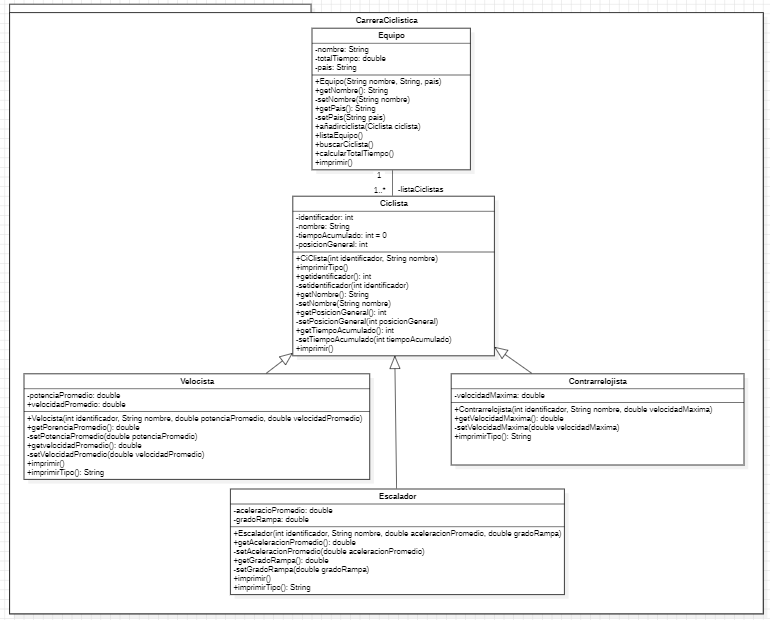 CarreraCiclistica
Equipo
-nombre: String
-totalTiempo: double
-pais: String
+Equipo(String nombre, String, pais)
+getNombre(): String
-setNombre(String nombre)
+getPais(): String
-setPais(String pais)
+añadirciclista(Ciclista ciclista)
+listaEquipo()
+buscarCiclista()
+calcularTotalTiempo()
+imprimir()
1
1..*
-listaCiclistas
Ciclista
-identificador: int
-nombre: String
-tiempoAcumulado: int = 0
-posicionGeneral: int
+CiClista(int identificador, String nombre)
+imprimirTipo()
+getidentificador(): int
-setidentificador(int identificador)
+getNombre(): String
-setNombre(String nombre)
+getPosicionGeneral(): int
-setPosicionGeneral(int posicionGeneral)
+getTiempoAcumulado(): int
-setTiempoAcumulado(int tiempoAcumulado)
+imprimir()
Velocista
-potenciaPromedio: double
+velocidadPromedio: double
+Velocista(int identificador, String nombre, double potenciaPromedio, double velocidadPromedio)
+getPorenciaPromedio(): double
-setPotenciaPromedio(double potenciaPromedio)
+getvelocidadPromedio(): double
-setVelocidadPromedio(double velocidadPromedio)
+imprimir()
+imprimirTipo(): String
Contrarrelojista
-velocidadMaxima: double
+Contrarrelojista(int identificador, String nombre, double velocidadMaxima)
+getVelocidadMaxima(): double
-setVelocidadMaxima(double velocidadMaxima)
+imprimirTipo(): String
Escalador
-aceleracioPromedio: double
-gradoRampa: double
+Escalador(int identificador, String nombre, double aceleracionPromedio, double gradoRampa)
+getAceleracionPromedio(): double
-setAceleracionPromedio(double aceleracionPromedio)
+getGradoRampa(): double
-setGradoRampa(double gradoRampa)
+imprimir()
+imprimirTipo(): String